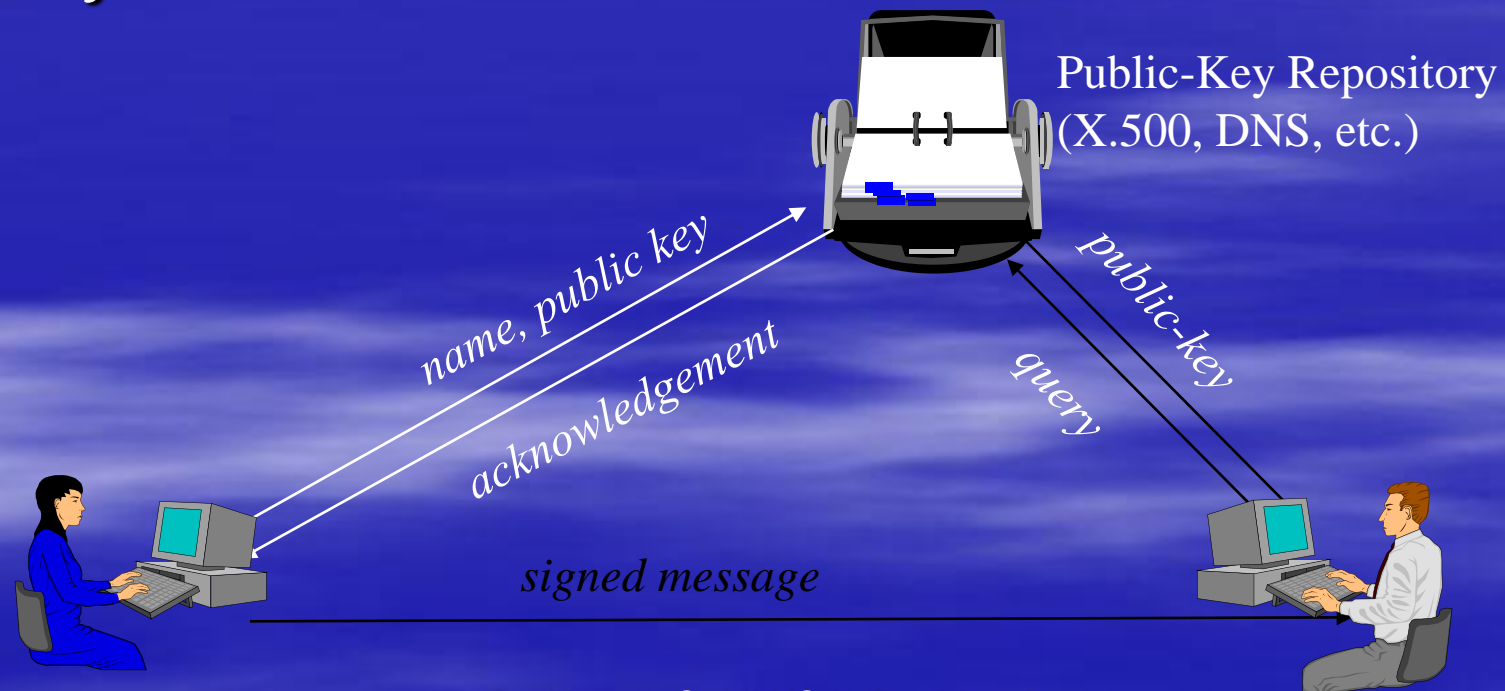 Public-Key Repository
(X.500, DNS, etc.)
name, public key
acknowledgement
public-key
query
signed message